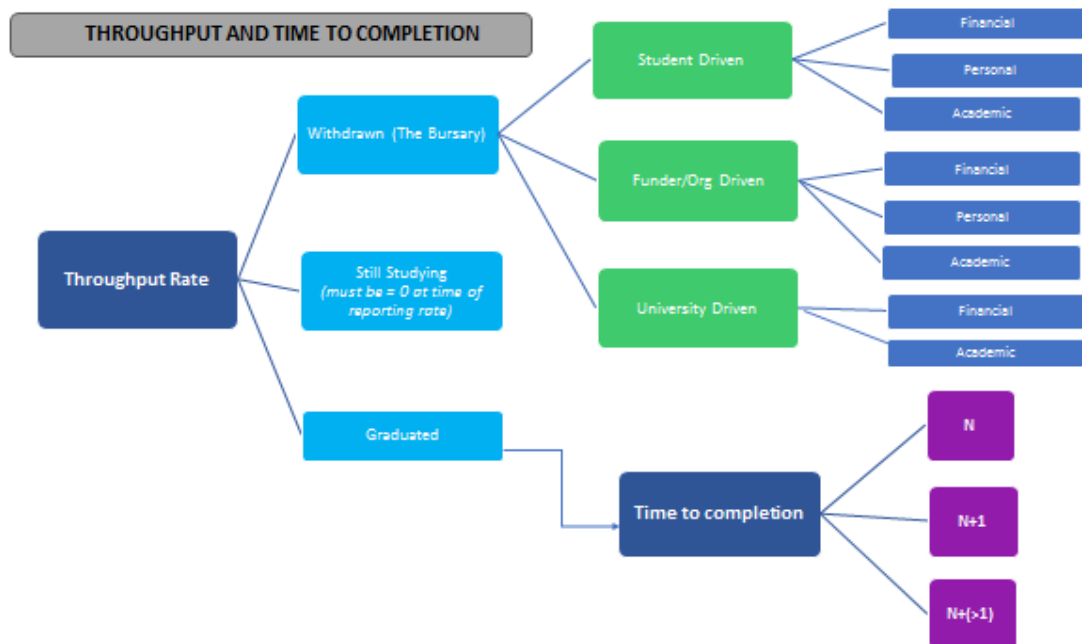 THROUGHPUT AND TIME TO COMPLETION
Financial
Student Driven
Personal
Academic
Withdrawn (The Bursary)
Financial
Funder/Org Driven
Personal
Academic
Throughput Rate
Still Studying
(must be = 0 at time of
reporting rate)
Financial
University Driven
Academic
Graduated
N
Time to completion
N+1
N+(>1)